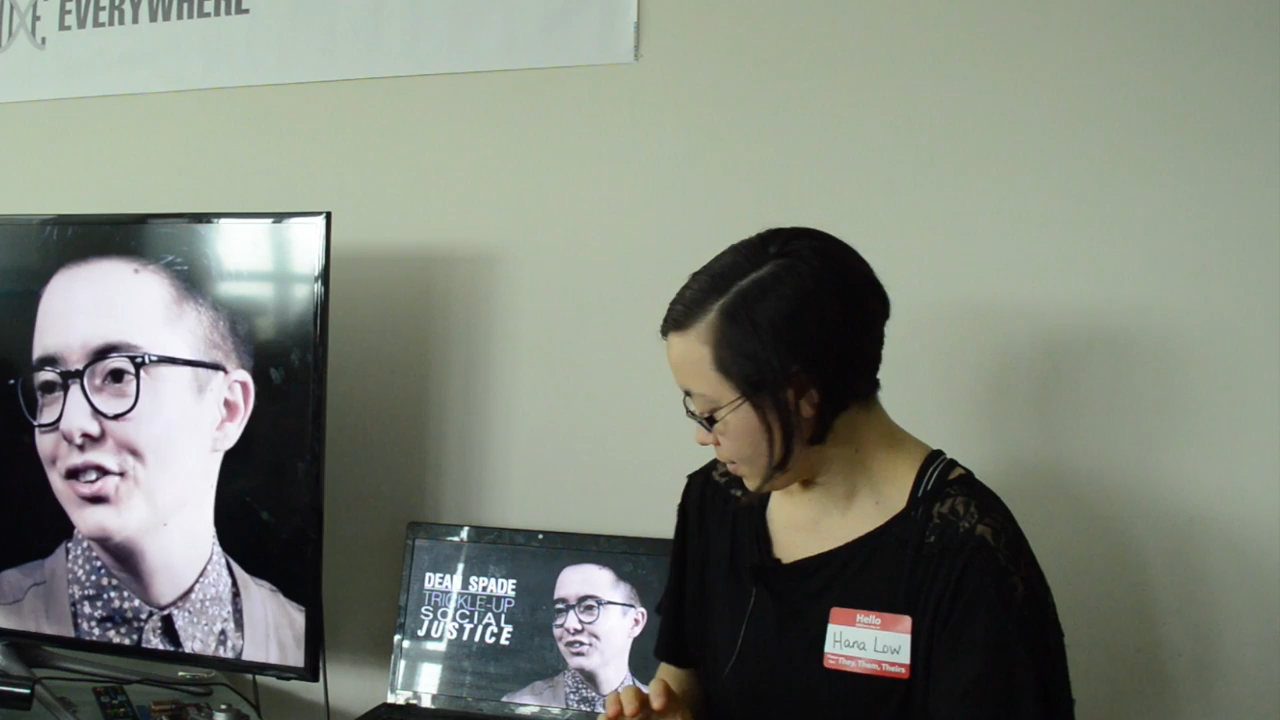 EVERYWHERE
DEAN SPADE
TRICKLE-UP
SOCIAL
JUSTICE
Hello
Hana Low
They, Them, Theirs